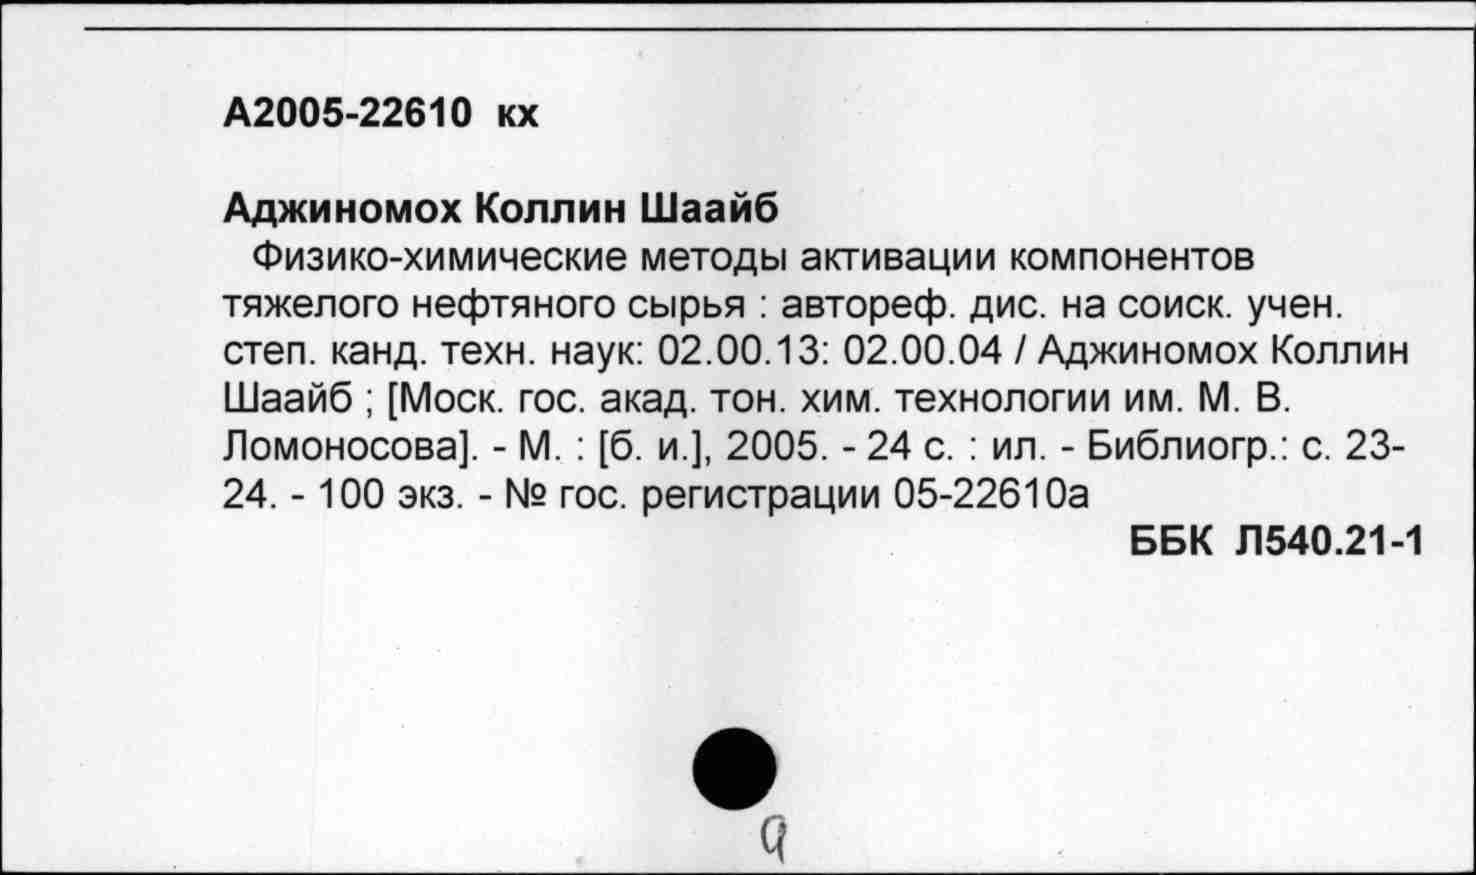 А2005-22610 кх
Аджиномох Коллин Шаайб
Физико-химические методы активации компонентов
тяжелого нефтяного сырья : автореф. дис. на соиск. учен.
степ. канд. техн. наук: 02.00.13: 02.00.04 / Аджиномох Коллин
Шаайб ; [Моск. гос. акад. тон. хим. технологии им. М. В.
Ломоносова]. - М. : [б. и.], 2005. - 24 с. : ил. - Библиогр.: с. 23-
24. - 100 экз. - № гос. регистрации 05-22610а
ББК Л540.21-1